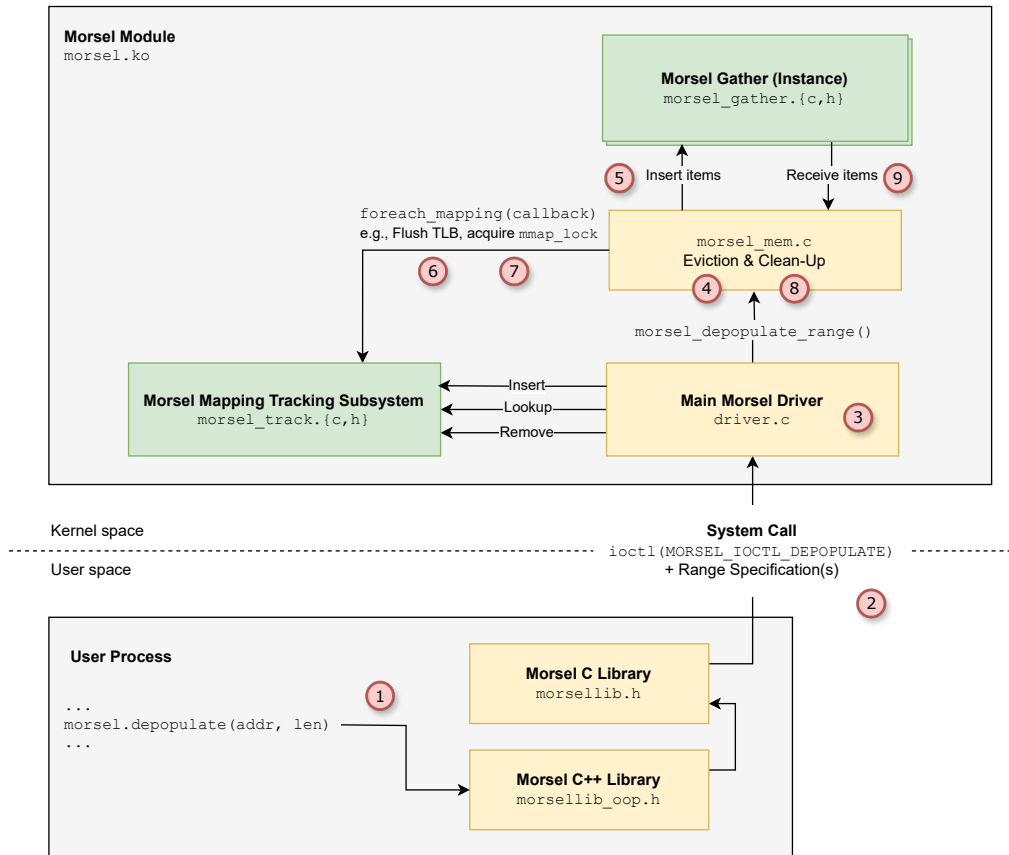 Morsel Module
morsel.ko
Morsel Gather (Instance)
morsel_gather.{c,h}
5
Insert items
Receive items
9
foreach_mapping(callback)
e.g., Flush TLB, acquire mmap_lock
6
7
morsel_mem.c
Eviction & Clean-Up
4
8
morsel_depopulate_range()
Morsel Mapping Tracking Subsystem
morsel_track.{c,h}
Insert
Lookup
Remove
Main Morsel Driver
driver.c
3
Kernel space
System Call
ioctl(MORSEL_IOCTL_DEPOPULATE)
User space
+ Range Specification(s)
2
User Process
1
...
morsel.depopulate(addr, len)
...
Morsel C Library
morsellib.h
Morsel C++ Library
morsellib_oop.h